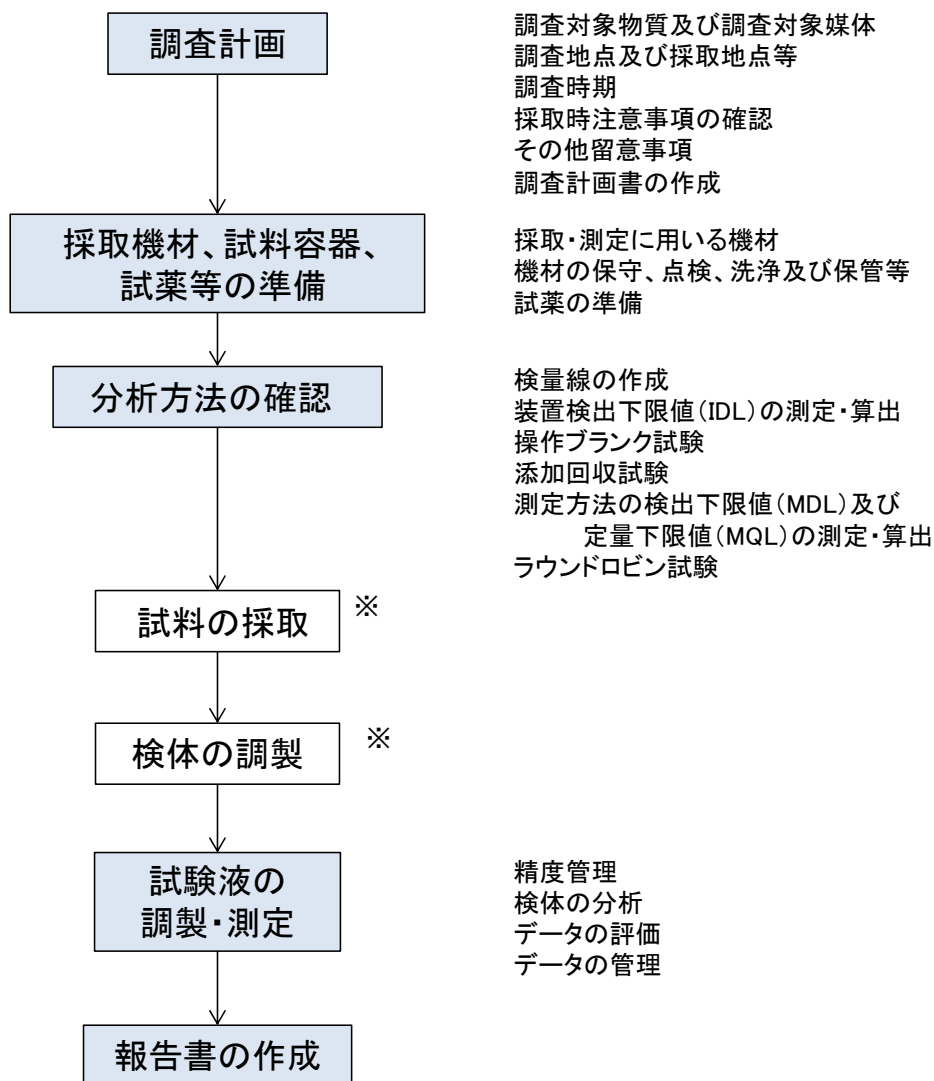 調査計画
調査対象物質及び調査対象媒体
調査地点及び採取地点等
調査時期
採取時注意事項の確認
その他留意事項
調査計画書の作成
採取機材、試料容器、
試薬等の準備
採取・測定に用いる機材
機材の保守、点検、洗浄及び保管等
試薬の準備
分析方法の確認
検量線の作成
装置検出下限値(IDL)の測定・算出
操作ブランク試験
添加回収試験
測定方法の検出下限値(MDL)及び
定量下限値(MQL)の測定・算出
ラウンドロビン試験
試料の採取 ※
検体の調製 ※
試験液の
調製・測定
精度管理
検体の分析
データの評価
データの管理
報告書の作成